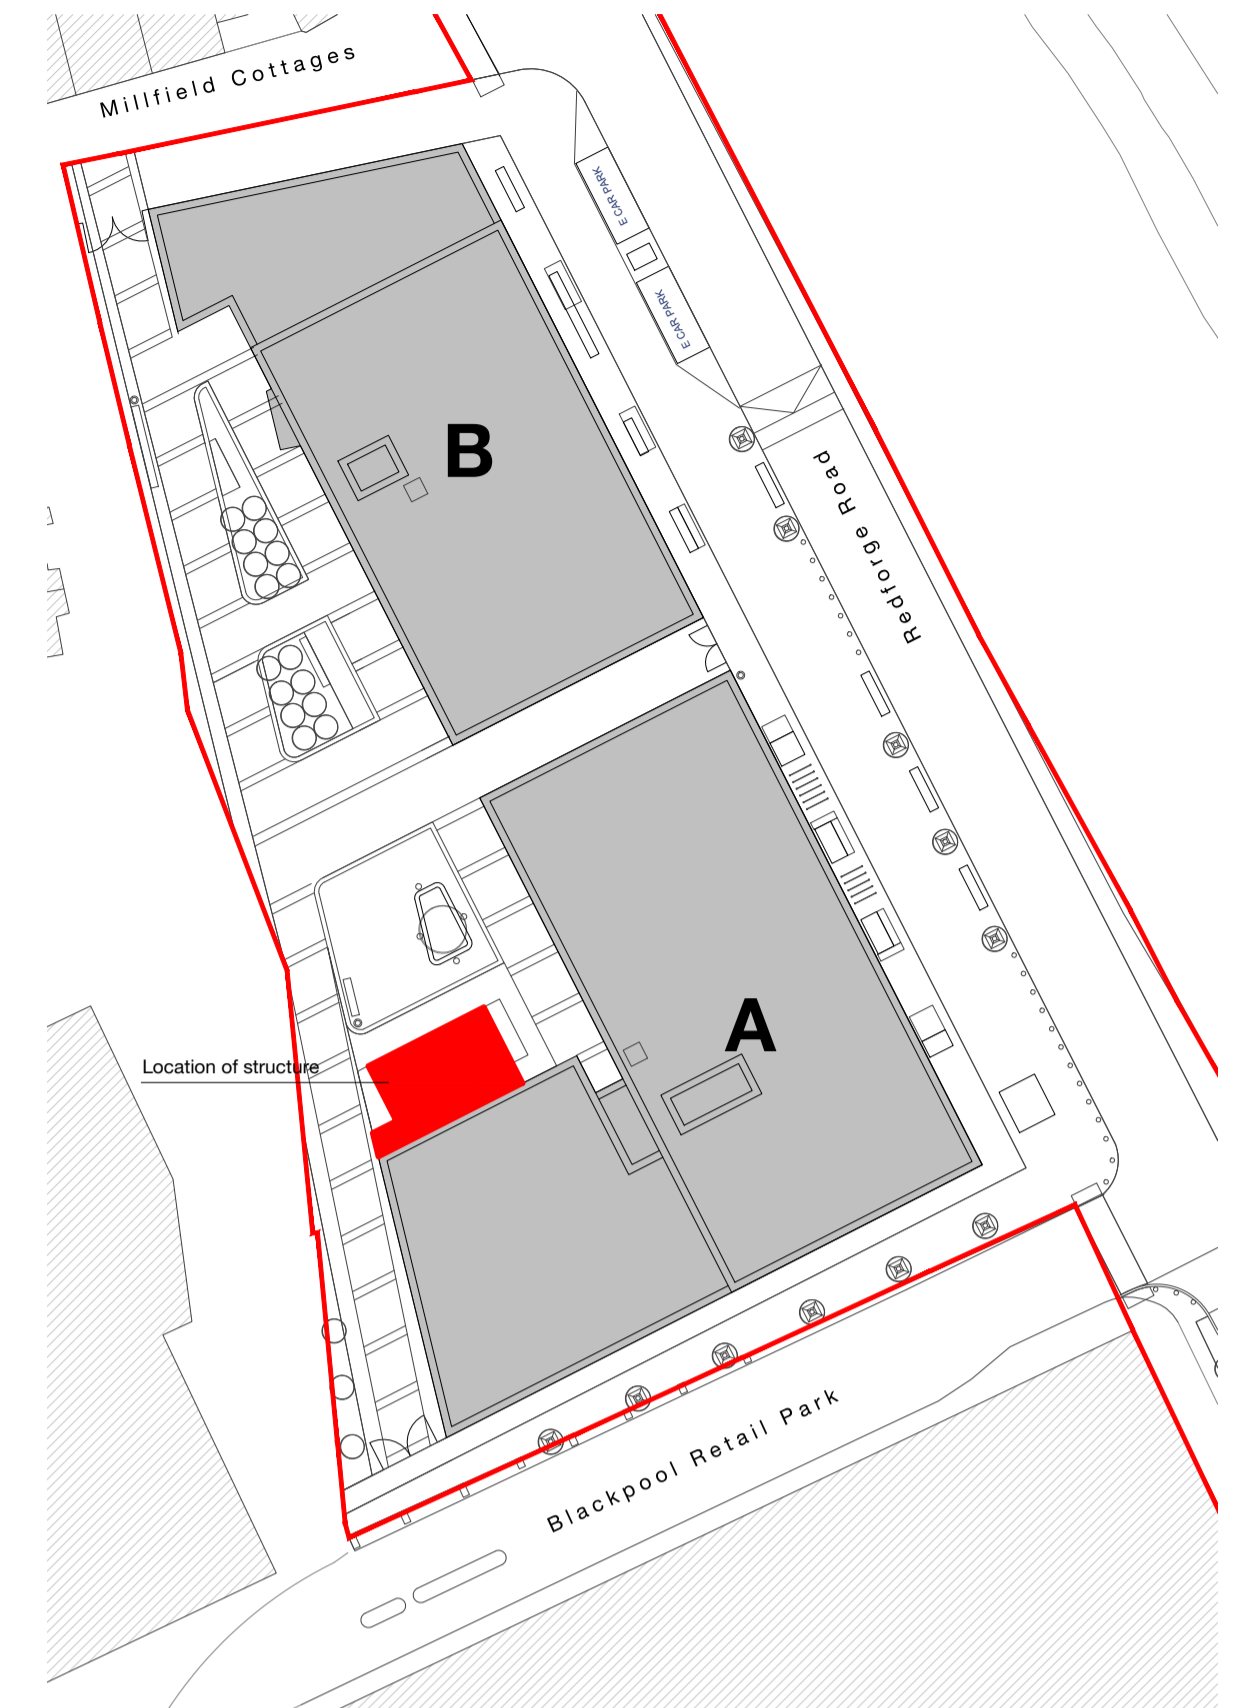 Millfield Cottages
E CAR PARK
E CAR PARK
B
Redforge Road
A
Location of structure
Blackpool Retail Park